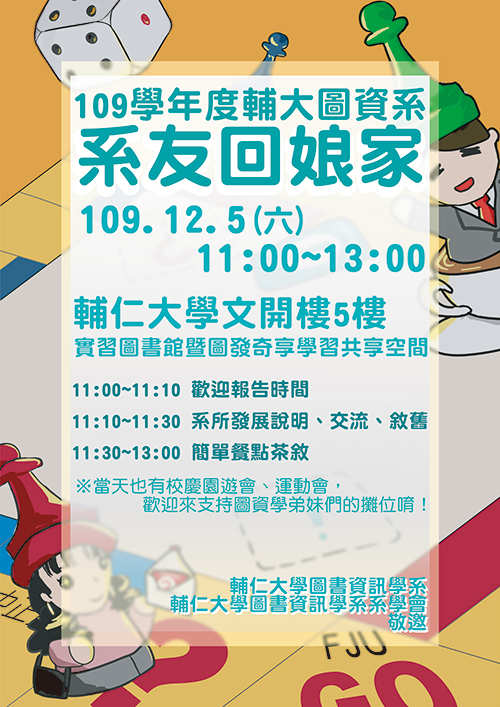 109學年度輔大圖資系
系友回娘家
109.12.5(六)
11:00~13:00
輔仁大學文開樓5樓
實習圖書館暨圖發奇享學習共享空間
11:00~11:10 歡迎報告時間
11:10~11:30 系所發展說明、交流、敘舊
11:30~13:00 簡單餐點茶敘
※當天也有校慶園遊會、運動會，
歡迎來支持圖資學弟妹們的攤位唷！
輔仁大學圖書資訊學系
輔仁大學圖書資訊學系系學會
敬邀
FJU
GO